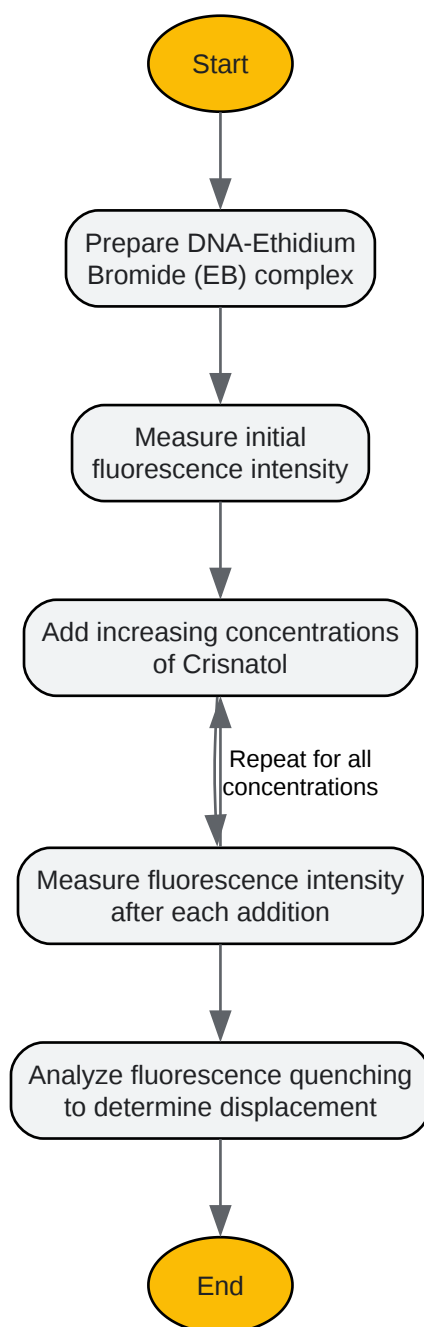 Start
Prepare DNA-Ethidium
Bromide (EB) complex
Measure initial
fluorescence intensity
Add increasing concentrations
of Crisnatol
Repeat for all
concentrations
Measure fluorescence intensity
after each addition
Analyze fluorescence quenching
to determine displacement
End